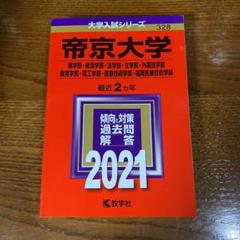 大学入試シリーズ
328
帝京大学
薬学部・経済学部・法学部・文学部・外国語学部
教育学部・理工学部・医療技術学部・福岡医療技術学部
最近2カ年
傾向と対策
過去問
解答
2021
教学社